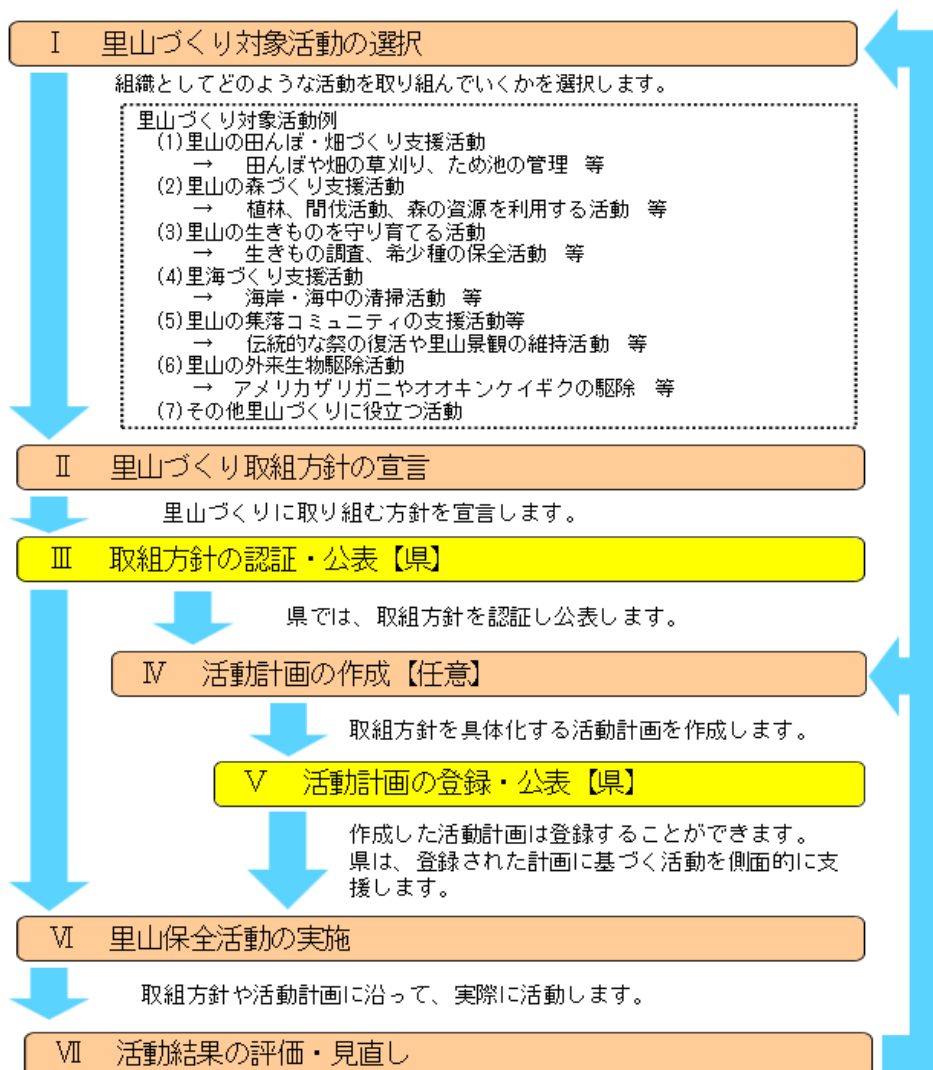 Ⅰ 里山づくり対象活動の選択
組織としてどのような活動を取り組んでいくかを選択します。
里山づくり対象活動例
(1)里山の田んぼ・畑づくり支援活動
→ 田んぼや畑の草刈り、ため池の管理 等
(2)里山の森づくり支援活動
→ 植林、間伐活動、森の資源を利用する活動 等
(3)里山の生きものを守り育てる活動
→ 生きもの調査、希少種の保全活動 等
(4)里海づくり支援活動
→ 海岸・海中の清掃活動 等
(5)里山の集落コミュニティの支援活動等
→ 伝統的な祭の復活や里山景観の維持活動 等
(6)里山の外来生物駆除活動
→ アメリカザリガニやオオキンケイギクの駆除 等
(7)その他里山づくりに役立つ活動
Ⅱ 里山づくり取組方針の宣言
里山づくりに取り組む方針を宣言します。
Ⅲ 取組方針の認証・公表【県】
県では、取組方針を認証し公表します。
Ⅳ 活動計画の作成【任意】
取組方針を具体化する活動計画を作成します。
Ⅴ 活動計画の登録・公表【県】
作成した活動計画は登録することができます。
県は、登録された計画に基づく活動を側面的に支
援します。
Ⅵ 里山保全活動の実施
取組方針や活動計画に沿って、実際に活動します。
Ⅶ 活動結果の評価・見直し